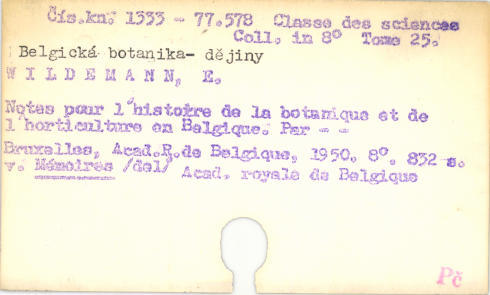 Čís.kn: 1333 - 77.578 Classe des sciences
Coll. in 8° Tome 25.
Belgická botanika- dějiny
WILDEMANN, E.
Notes pour l'histoire de la botanique et de
l'horticulture en Belgique. Par - -
Bruxelles, Acad.R.de Belgique, 1950. 8°. 832 s.
v. Mémoires /del/ Acad. royale de Belgique
Pč